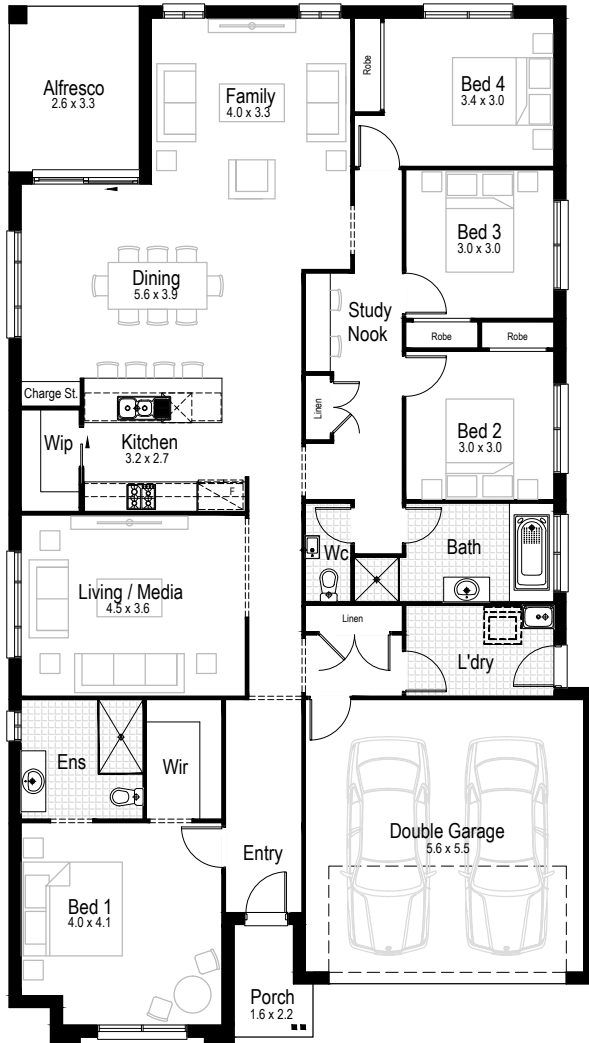 Alfresco
2.6 x 3.3
Family
4.0 x 3.3
Robe
Bed 4
3.4 x 3.0
Dining
5.6 x 3.9
Study
Nook
Bed 3
3.0 x 3.0
Robe
Robe
Charge St.
Wip
Kitchen
3.2 x 2.7
F
Linen
Bed 2
3.0 x 3.0
Living / Media
4.5 x 3.6
Wc
Bath
Linen
L'dry
Ens
Wir
Entry
Double Garage
5.6 x 5.5
Bed 1
4.0 x 4.1
Porch
1.6 x 2.2